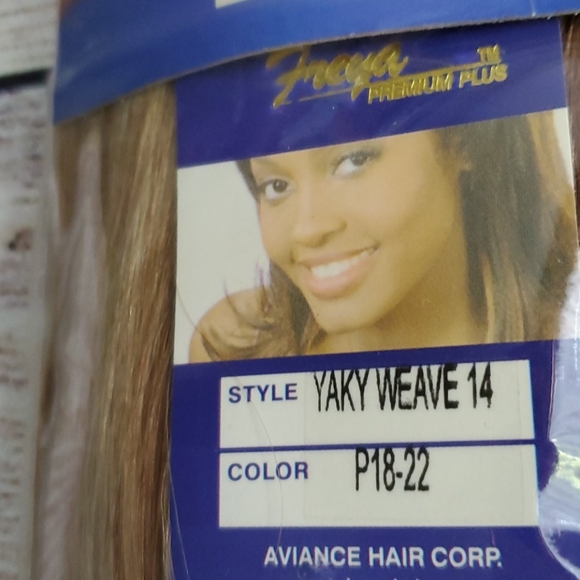 Freya TM
PREMIUM PLUS
STYLE YAKY WEAVE 14
COLOR P18-22
AVIANCE HAIR CORP.